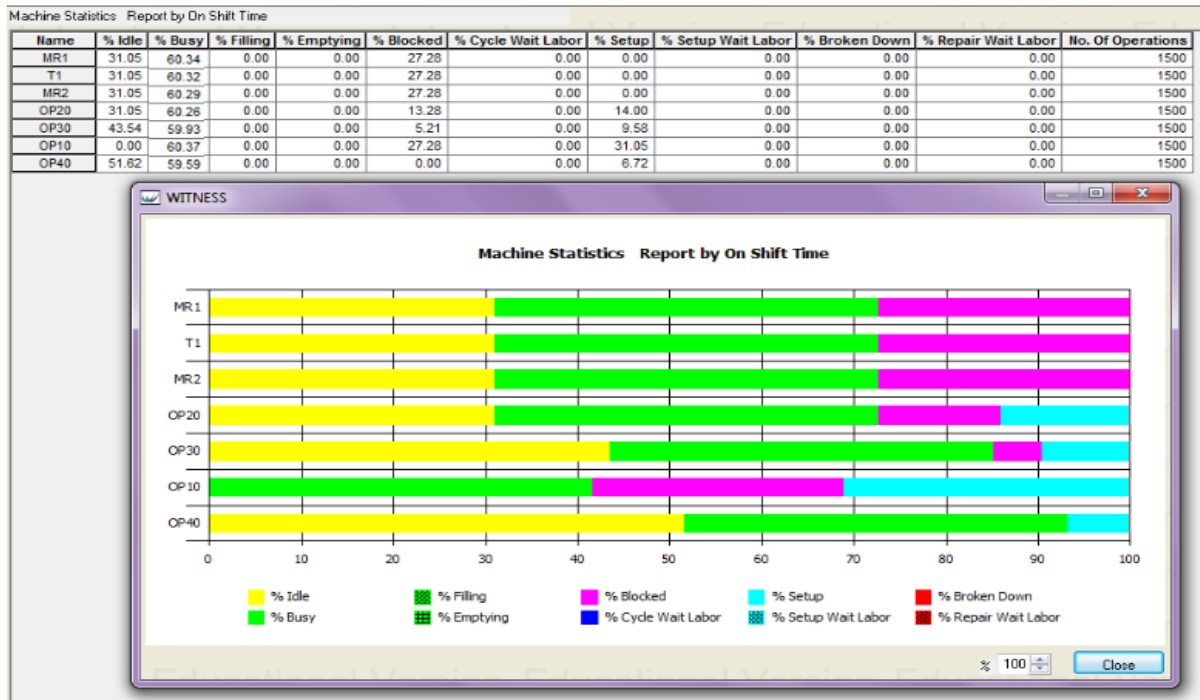 Machine Statistics Report by On Shift Time
Name % Idle % Busy % Filling % Emptying % Blocked % Cycle Wait Labor % Setup % Setup Wait Labor % Broken Down % Repair Wait Labor No. Of Operations
MR1 31.05 60.34 0.00 0.00 27.28 0.00 0.00 0.00 0.00 0.00 1500
T1 31.05 60.32 0.00 0.00 27.28 0.00 0.00 0.00 0.00 0.00 1500
MR2 31.05 60.29 0.00 0.00 27.28 0.00 0.00 0.00 0.00 0.00 1500
OP20 31.05 60.26 0.00 0.00 13.28 0.00 14.00 0.00 0.00 0.00 1500
OP30 43.54 59.93 0.00 0.00 5.21 0.00 9.58 0.00 0.00 0.00 1500
OP10 0.00 60.37 0.00 0.00 27.28 0.00 31.05 0.00 0.00 0.00 1500
OP40 51.62 59.59 0.00 0.00 0.00 0.00 6.72 0.00 0.00 0.00 1500
WITNESS
Machine Statistics Report by On Shift Time
MR1
T1
MR2
OP20
OP30
OP10
OP40
0 10 20 30 40 50 60 70 80 90 100
% Idle % Filling % Blocked % Setup % Broken Down
% Busy % Emptying % Cycle Wait Labor % Setup Wait Labor % Repair Wait Labor
% 100 Close